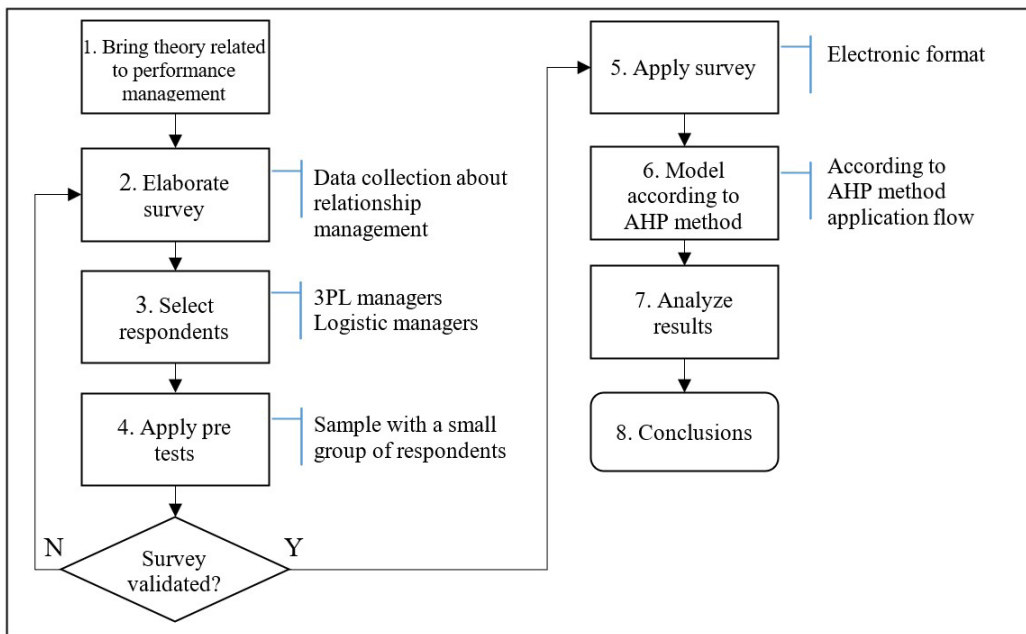 1. Bring theory related
to performance
management
2. Elaborate
survey
Data collection about
relationship
management
3. Select
respondents
3PL managers
Logistic managers
4. Apply pre
tests
Sample with a small
group of respondents
N
Survey
validated?
Y
5. Apply survey
Electronic format
6. Model
according to
AHP method
According to
AHP method
application flow
7. Analyze
results
8. Conclusions